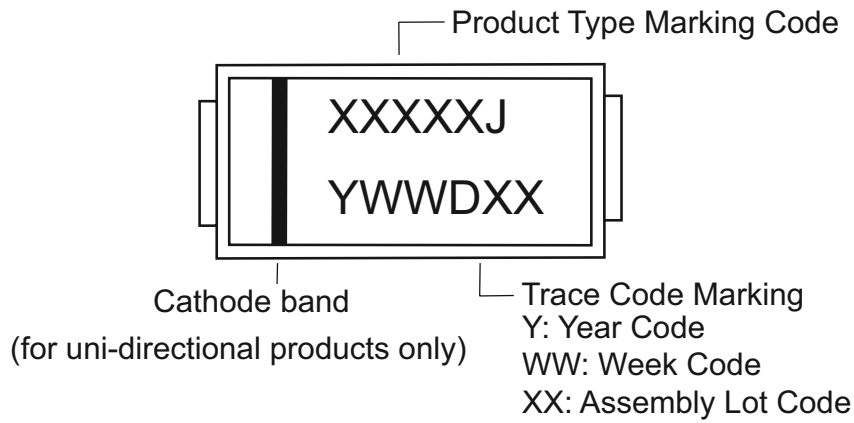 Product Type Marking Code
XXXXXJ
YWWDXX
Cathode band
(for uni-directional products only)
Trace Code Marking
Y: Year Code
WW: Week Code
XX: Assembly Lot Code